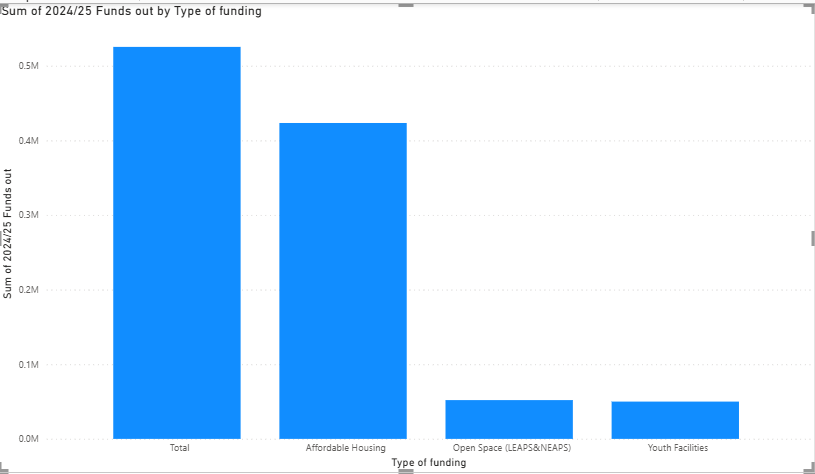 Sum of 2024/25 Funds out by Type of funding
0.5M
0.4M
0.3M
0.2M
0.1M
0.0M
Sum of 2024/25 Funds out
Total
Affordable Housing
Open Space (LEAPS&NEAPS)
Youth Facilities
Type of funding